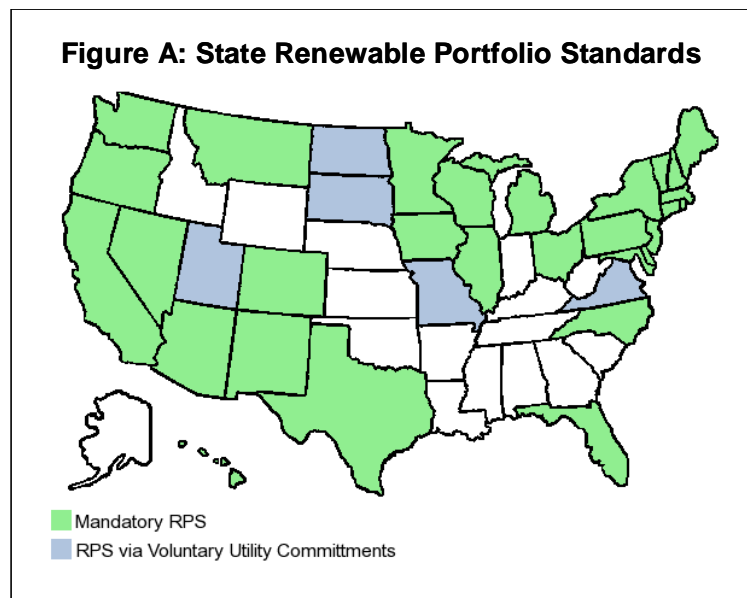 Figure A: State Renewable Portfolio Standards
Mandatory RPS
RPS via Voluntary Utility Committments